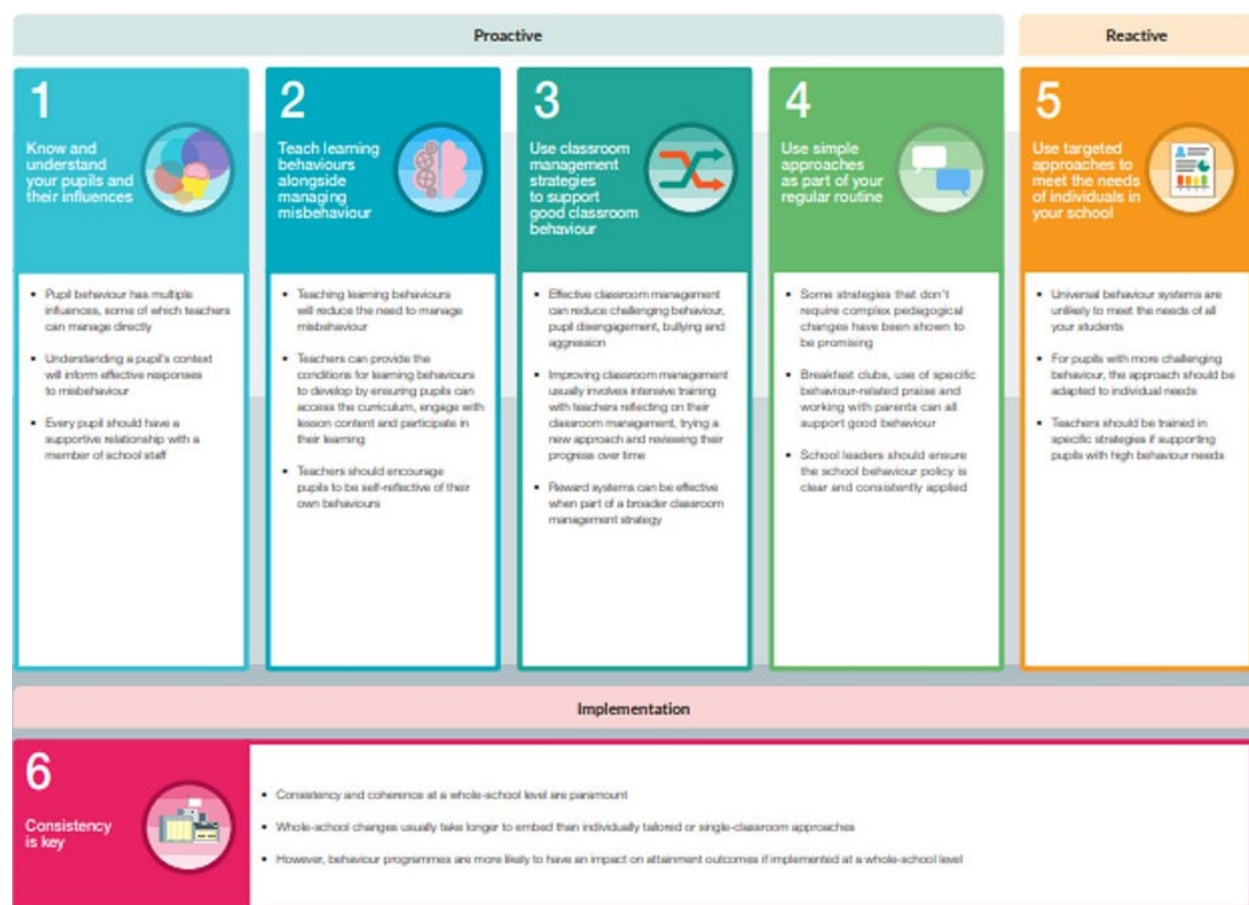 Proactive
Reactive
1
Know and
understand
your pupils and
their influences
• Pupil behaviour has multiple
influences, some of which teachers
can manage directly
• Understanding a pupil's context
will inform effective responses
to misbehaviour
• Every pupil should have a
supportive relationship with a
member of school staff
2
Teach learning
behaviours
alongside
managing
misbehaviour
• Teaching learning behaviours
will reduce the need to manage
misbehaviour
• Teachers can provide the
conditions for learning behaviours
to develop by ensuring pupils can
access the curriculum, engage with
lesson content and participate in
their learning
• Teachers should encourage
pupils to be self-reflective of their
own behaviours
3
Use classroom
management
strategies
to support
good classroom
behaviour
• Effective classroom management
can reduce challenging behaviour,
pupil disengagement, bullying and
aggression
• Improving classroom management
usually involves intensive training
with teachers reflecting on their
classroom management, trying a
new approach and reviewing their
progress over time
• Reward systems can be effective
when part of a broader classroom
management strategy
4
Use simple
approaches
as part of your
regular routine
• Some strategies that don't
require complex pedagogical
changes have been shown to
be promising
• Breakfast clubs, use of specific
behaviour-related praise and
working with parents can all
support good behaviour
• School leaders should ensure
the school behaviour policy is
clear and consistently applied
5
Use targeted
approaches to
meet the needs
of individuals in
your school
• Universal behaviour systems are
unlikely to meet the needs of all
your students
• For pupils with more challenging
behaviour, the approach should be
adapted to individual needs
• Teachers should be trained in
specific strategies if supporting
pupils with high behaviour needs
Implementation
6
Consistency
is key
• Consistency and coherence at a whole-school level are paramount
• Whole-school changes usually take longer to embed than individually tailored or single-classroom approaches
• However, behaviour programmes are more likely to have an impact on attainment outcomes if implemented at a whole-school level